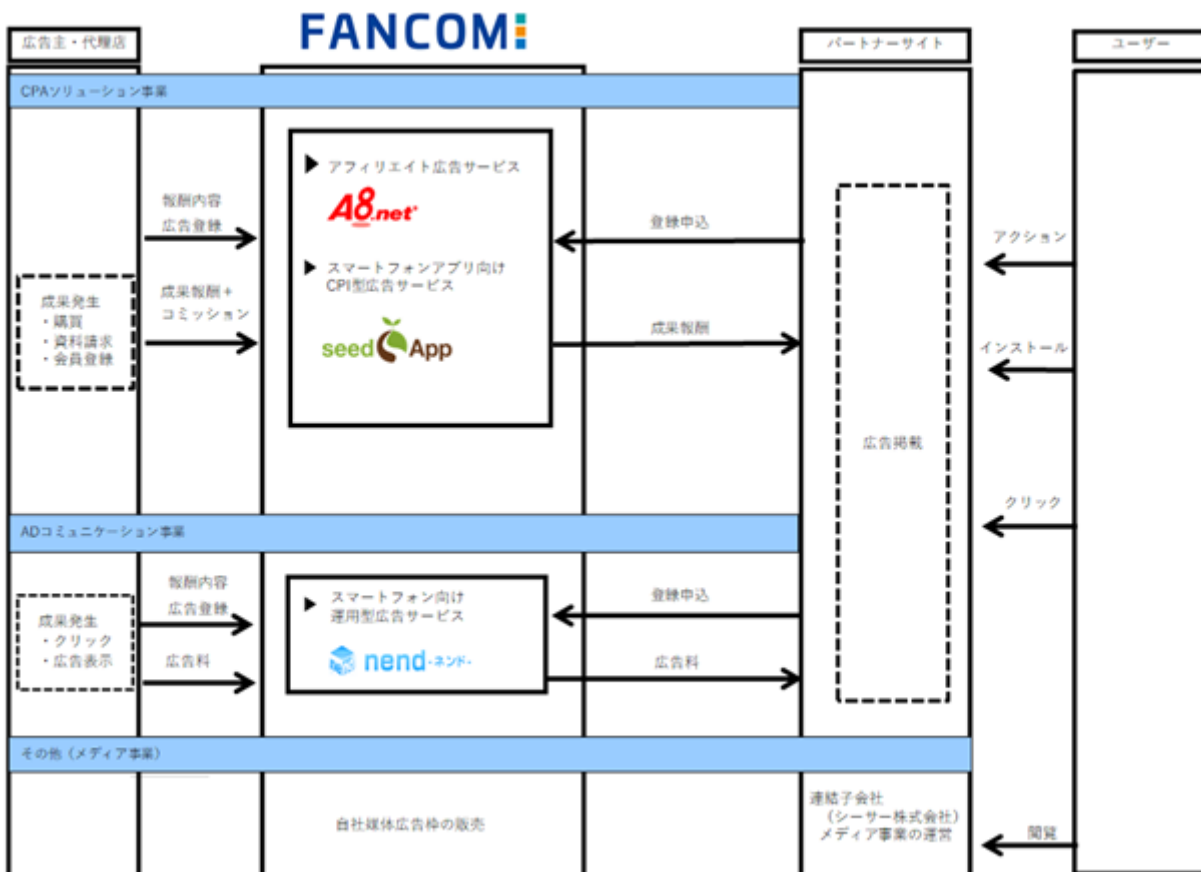 FANCOM
広告主・代理店
パートナーサイト
ユーザー
CPAソリューション事業
アフィリエイト広告サービス
A8.net
報酬内容
広告登録
登録申込
アクション
スマートフォンアプリ向け
CPI型広告サービス
成果発生
・購買
・資料請求
・会員登録
成果報酬+
コミッション
seed App
成果報酬
インストール
広告掲載
クリック
ADコミュニケーション事業
報酬内容
広告登録
スマートフォン向け
運用型広告サービス
登録申込
成果発生
・クリック
・広告表示
広告料
nend -ネンド-
広告料
その他（メディア事業）
自社媒体広告枠の販売
連結子会社
（シーサー株式会社）
メディア事業の運営
閲覧